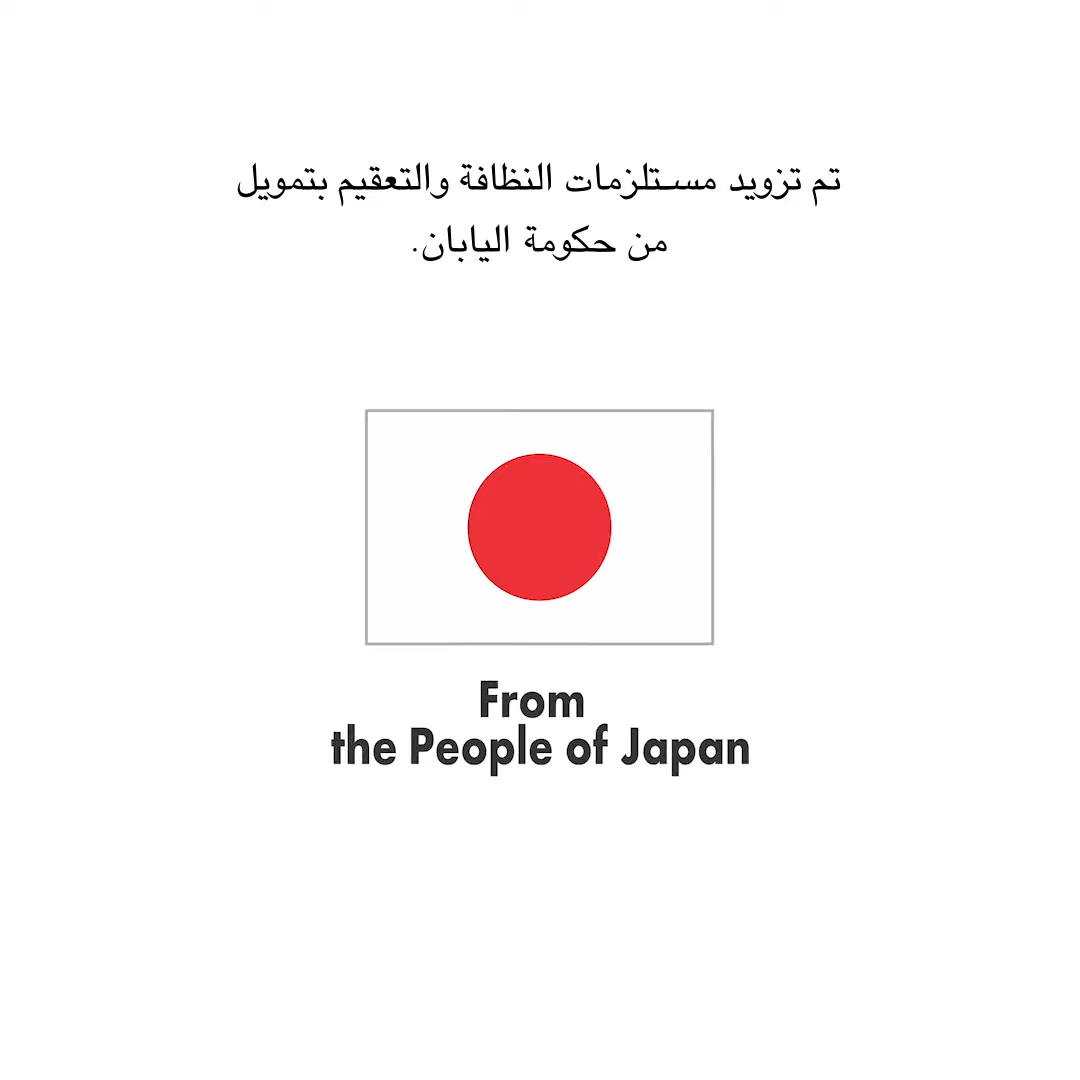 تم تزويد مستلزمات النظافة والتعقيم بتمويل
من حكومة اليابان.
From
the People of Japan